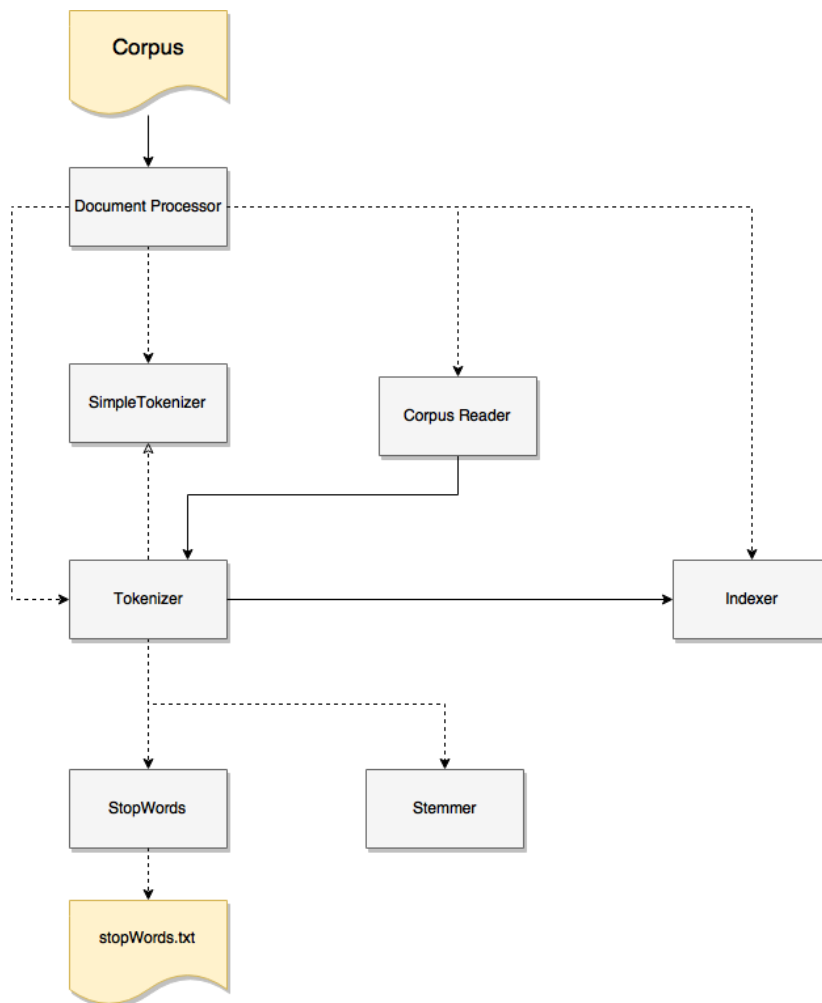 Corpus
Document Processor
SimpleTokenizer
Corpus Reader
Tokenizer
Indexer
StopWords
Stemmer
stopWords.txt